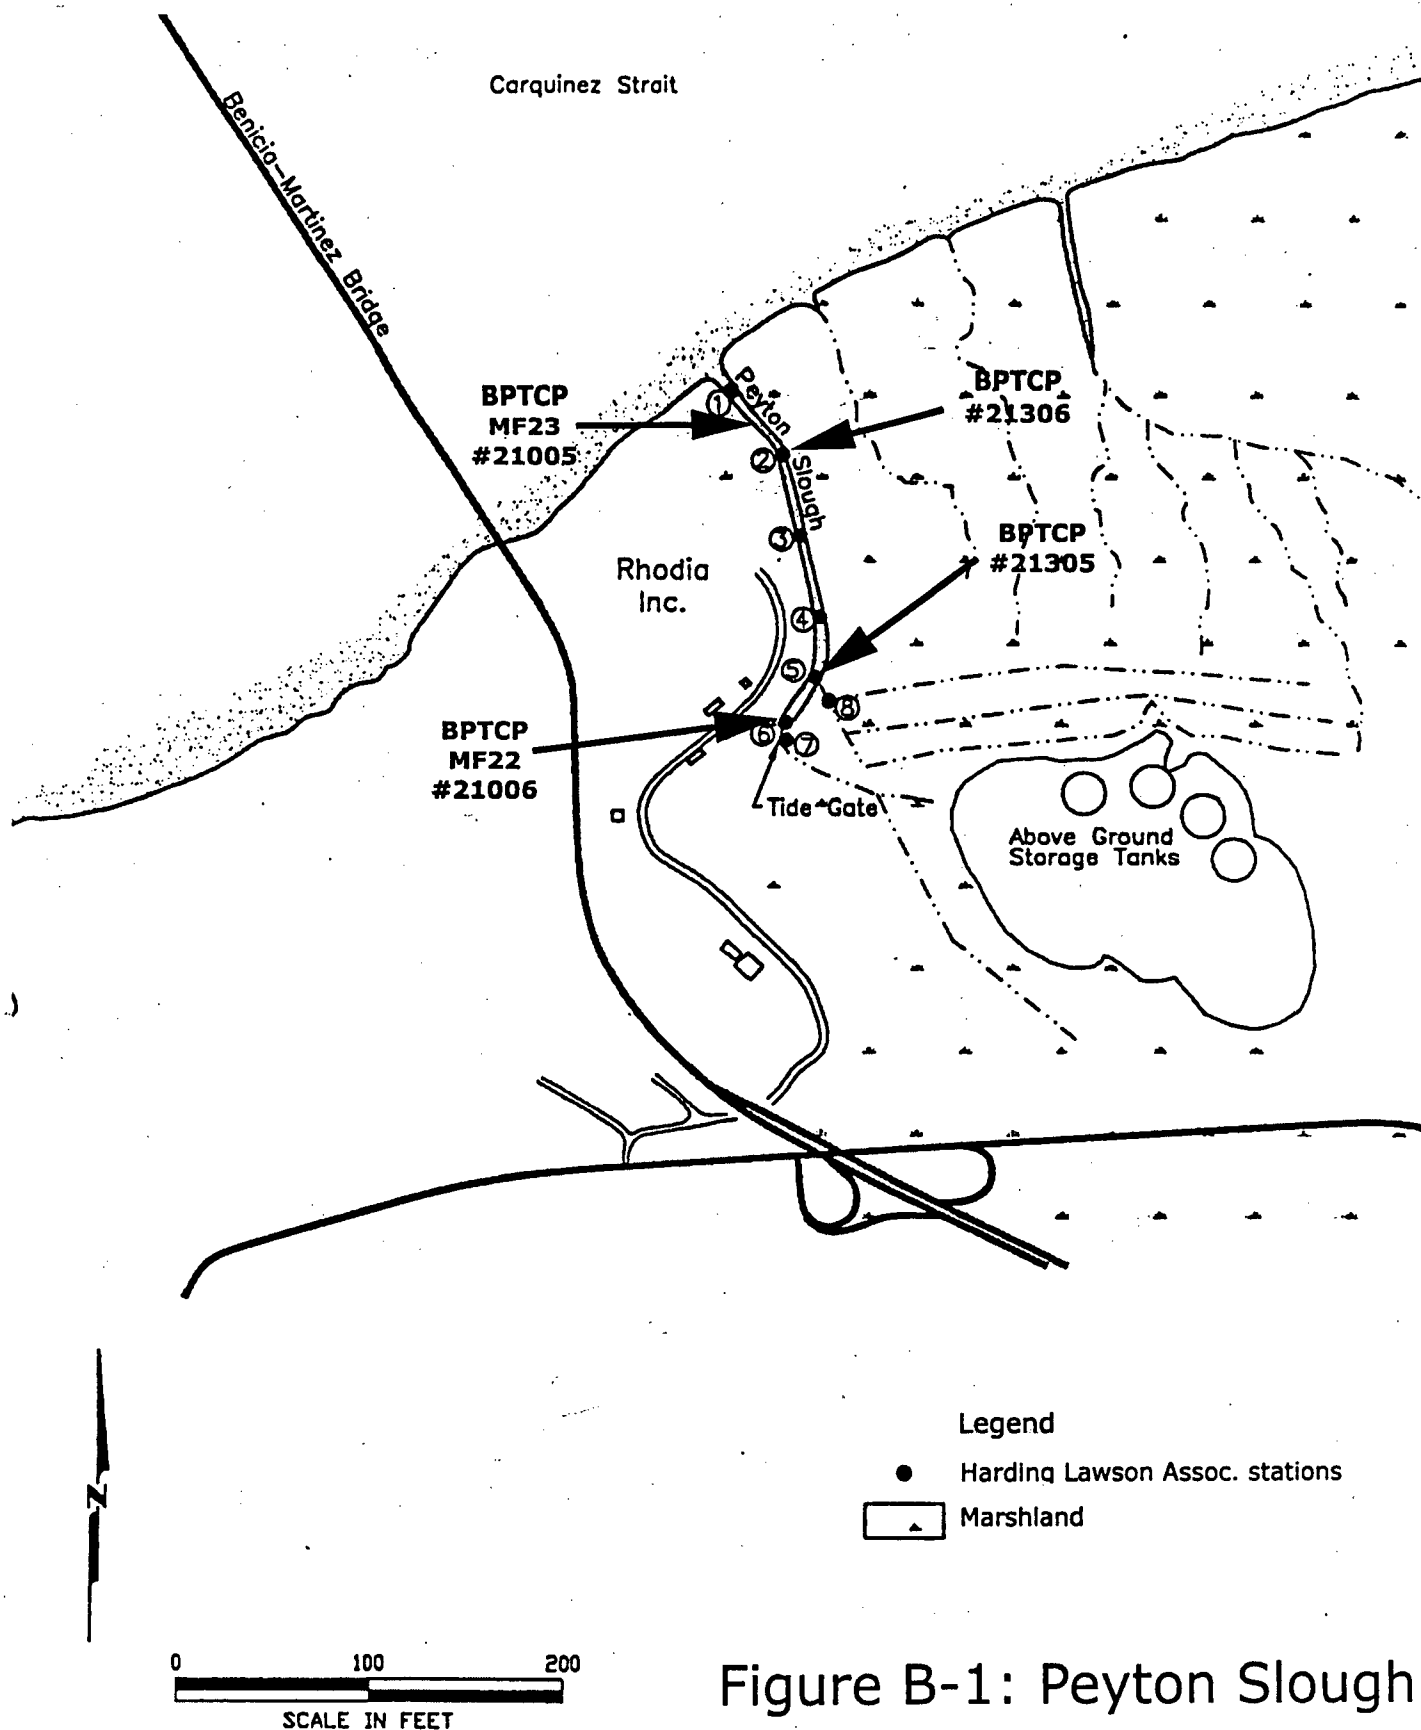 Carquinez Strait
Benicia-Martinez Bridge
BPTCP
MF23
#21005
Peyton
Slough
BPTCP
#21306
1
2
3
Rhodia
Inc.
BPTCP
#21305
4
5
8
BPTCP
MF22
#21006
6
7
Tide Gate
Above Ground
Storage Tanks
Legend
Harding Lawson Assoc. stations
Marshland
N
0 100 200
SCALE IN FEET
Figure B-1: Peyton Slough